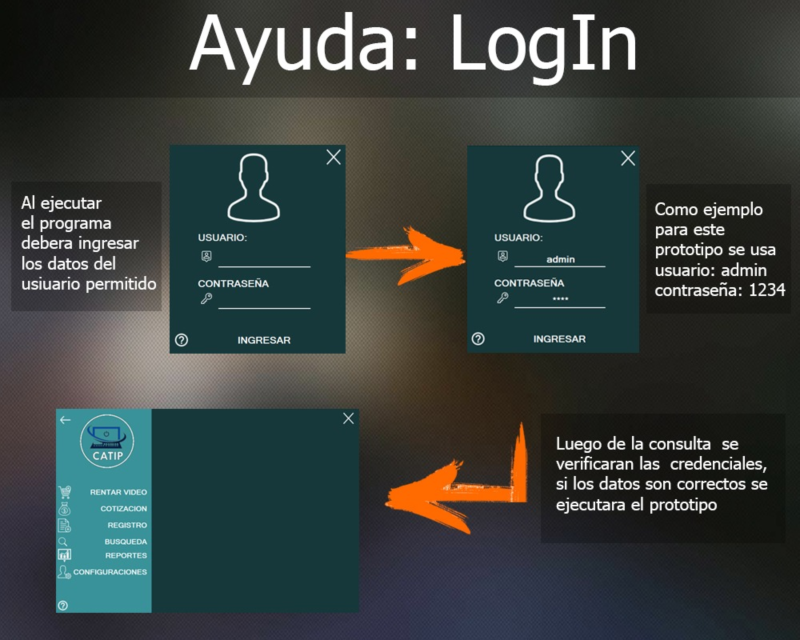 Ayuda: LogIn
Al ejecutar
el programa
debera ingresar
los datos del
usiuario permitido
USUARIO:
CONTRASEÑA
INGRESAR
USUARIO:
admin
CONTRASEÑA
****
INGRESAR
Como ejemplo
para este
prototipo se usa
usuario: admin
contraseña: 1234
CATIP
RENTAR VIDEO
COTIZACION
REGISTRO
BUSQUEDA
REPORTES
CONFIGURACIONES
Luego de la consulta se
verificaran las credenciales,
si los datos son correctos se
ejecutara el prototipo